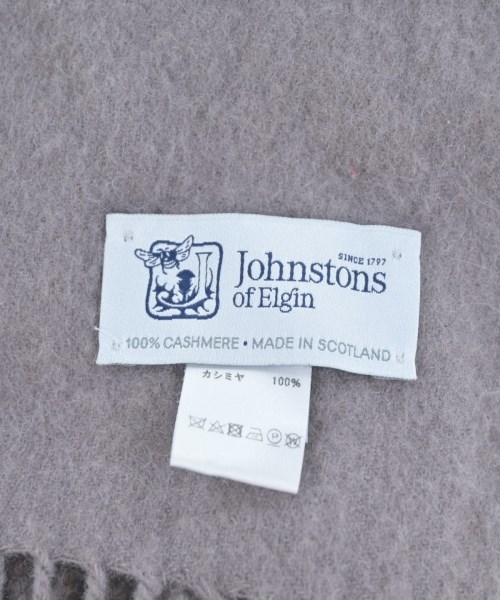 SINCE 1797
Johnstons
of Elgin
100% CASHMERE • MADE IN SCOTLAND
カシミヤ 100%